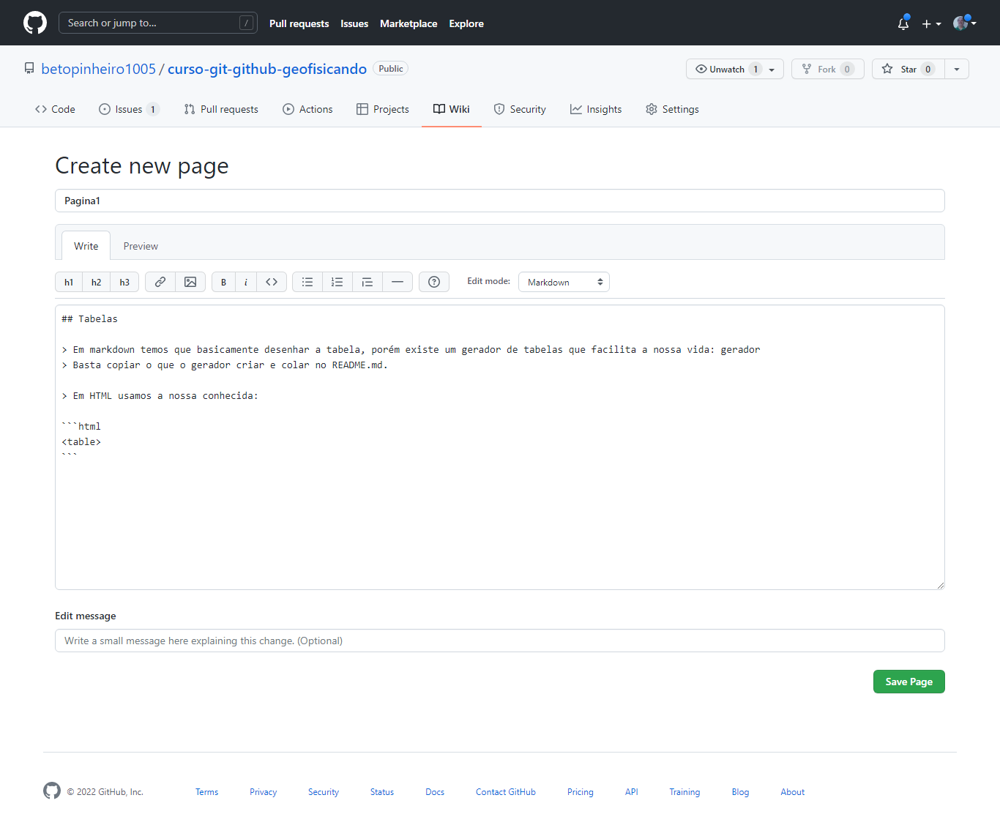 Search or jump to... /
Pull requests Issues Marketplace Explore
betopinheiro1005 / curso-git-github-geofisicando Public
Unwatch 1 Fork 0 Star 0
Code Issues 1 Pull requests Actions Projects Wiki Security Insights Settings
Create new page
Pagina1
Write Preview
h1 h2 h3 B i Edit mode: Markdown
## Tabelas
> Em markdown temos que basicamente desenhar a tabela, porém existe um gerador de tabelas que facilita a nossa vida: gerador
> Basta copiar o que o gerador criar e colar no README.md.
> Em HTML usamos a nossa conhecida:
```html
<table>
```
Edit message
Write a small message here explaining this change. (Optional)
Save Page
© 2022 GitHub, Inc. Terms Privacy Security Status Docs Contact GitHub Pricing API Training Blog About